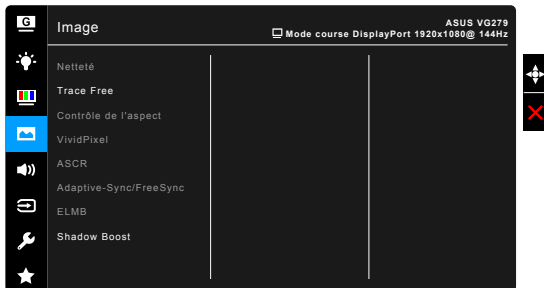 G
Image
ASUS VG279
Mode course DisplayPort 1920x1080@ 144Hz
Netteté
Trace Free
Contrôle de l'aspect
VividPixel
ASCR
Adaptive-Sync/FreeSync
ELMB
Shadow Boost